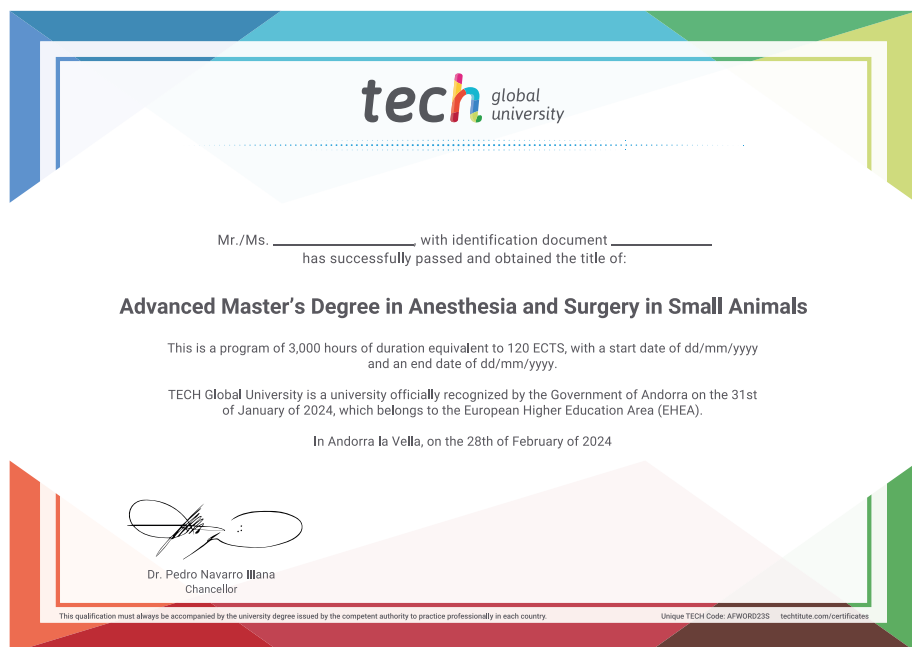 tech global
university
Mr./Ms. ____________, with identification document ____________
has successfully passed and obtained the title of:
Advanced Master's Degree in Anesthesia and Surgery in Small Animals
This is a program of 3,000 hours of duration equivalent to 120 ECTS, with a start date of dd/mm/yyyy
and an end date of dd/mm/yyyy.
TECH Global University is a university officially recognized by the Government of Andorra on the 31st
of January of 2024, which belongs to the European Higher Education Area (EHEA).
In Andorra la Vella, on the 28th of February of 2024
Dr. Pedro Navarro Illana
Chancellor
This qualification must always be accompanied by the university degree issued by the competent authority to practice professionally in each country.
Unique TECH Code: AFWORD23S techtitute.com/certificates